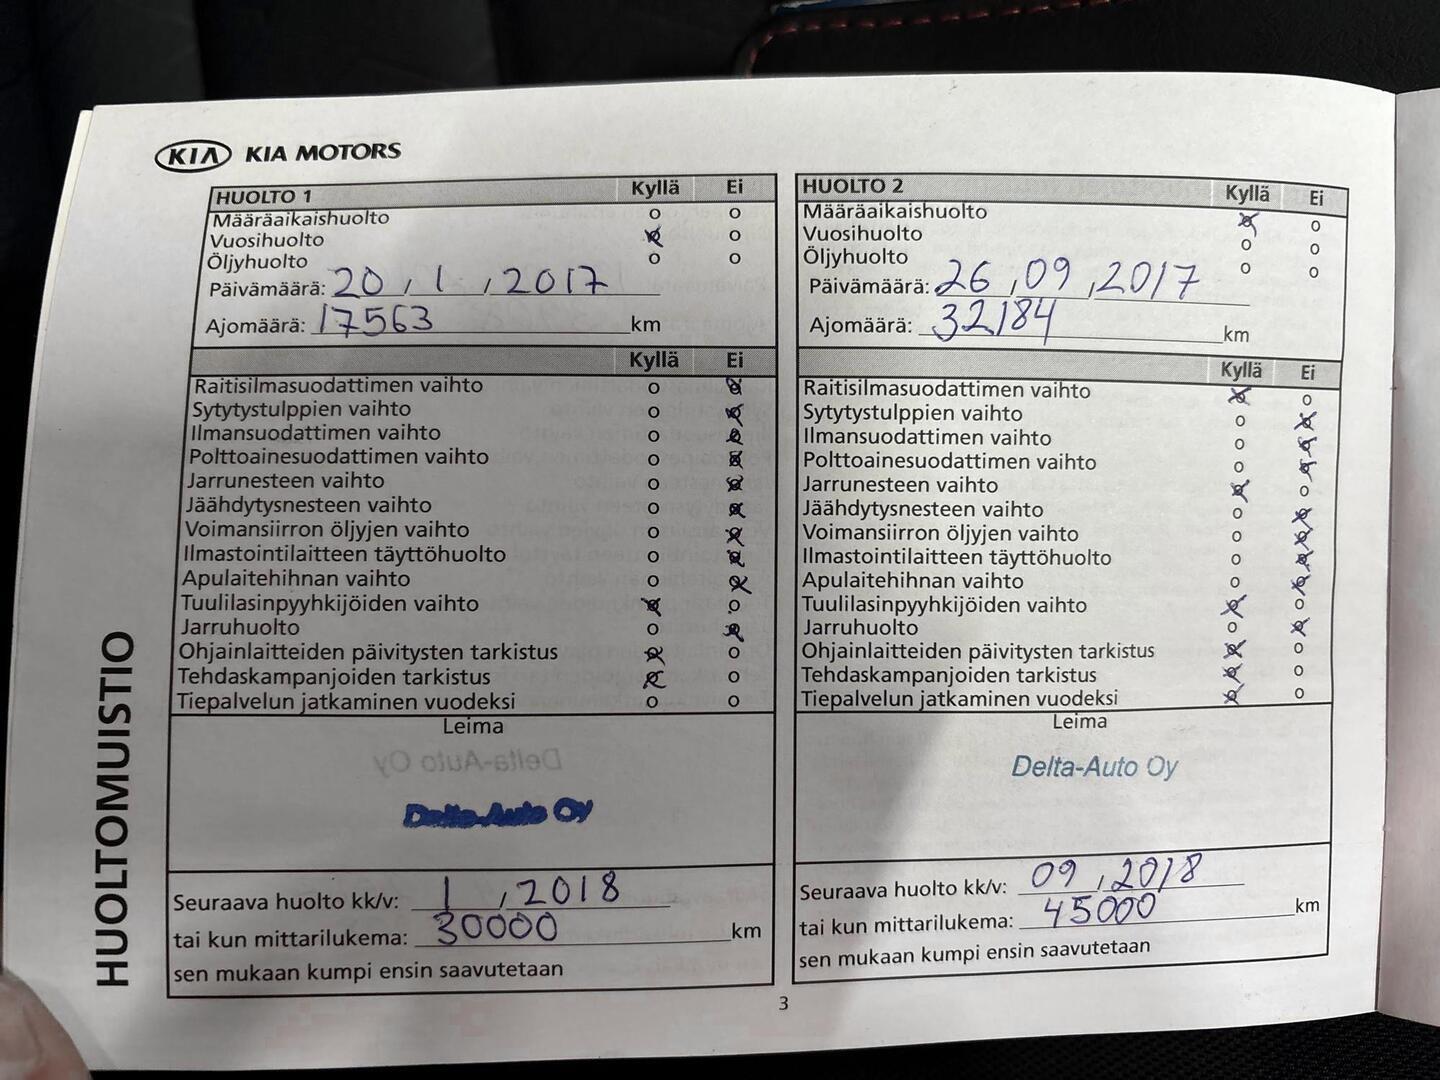 KIA KIA MOTORS
HUOLTOMUISTIO
HUOLTO 1 Kyllä Ei
Määräaikaishuolto o o
Vuosihuolto x o
Öljyhuolto o o
Päivämäärä: 20 / 1 / 2017
Ajomäärä: 17563 km
Kyllä Ei
Raitisilmasuodattimen vaihto o x
Sytytystulppien vaihto o x
Ilmansuodattimen vaihto o x
Polttoainesuodattimen vaihto o x
Jarrunesteen vaihto o x
Jäähdytysnesteen vaihto o x
Voimansiirron öljyjen vaihto o x
Ilmastointilaitteen täyttöhuolto o x
Apulaitehihnan vaihto o x
Tuulilasinpyyhkijöiden vaihto x o
Jarruhuolto o x
Ohjainlaitteiden päivitysten tarkistus x o
Tehdaskampanjoiden tarkistus x o
Tiepalvelun jatkaminen vuodeksi o o
Leima
Delta-Auto Oy
Delta-Auto Oy
Seuraava huolto kk/v: 1 / 2018
tai kun mittarilukema: 30000 km
sen mukaan kumpi ensin saavutetaan
HUOLTO 2 Kyllä Ei
Määräaikaishuolto x o
Vuosihuolto o o
Öljyhuolto o o
Päivämäärä: 26 / 09 / 2017
Ajomäärä: 32184 km
Kyllä Ei
Raitisilmasuodattimen vaihto x o
Sytytystulppien vaihto o x
Ilmansuodattimen vaihto o x
Polttoainesuodattimen vaihto o x
Jarrunesteen vaihto x o
Jäähdytysnesteen vaihto o x
Voimansiirron öljyjen vaihto o x
Ilmastointilaitteen täyttöhuolto o x
Apulaitehihnan vaihto o x
Tuulilasinpyyhkijöiden vaihto x o
Jarruhuolto o x
Ohjainlaitteiden päivitysten tarkistus x o
Tehdaskampanjoiden tarkistus x o
Tiepalvelun jatkaminen vuodeksi x o
Leima
Delta-Auto Oy
Seuraava huolto kk/v: 09 / 2018
tai kun mittarilukema: 45000 km
sen mukaan kumpi ensin saavutetaan
3